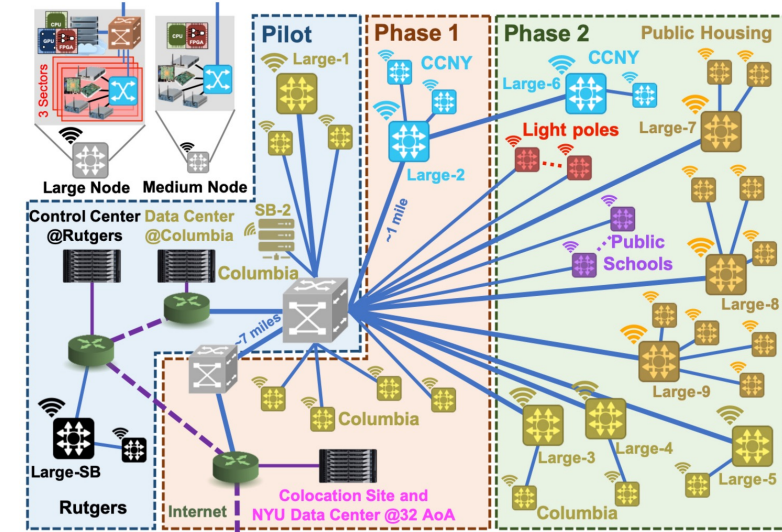 CPU
GPU
FPGA
3 Sectors
CPU
FPGA
Large Node
Medium Node
Pilot
Phase 1
Phase 2
Public Housing
Large-1
CCNY
Large-2
Large-6
CCNY
Large-7
Light poles
~1 mile
Control Center
@Rutgers
Data Center
@Columbia
SB-2
Columbia
Public
Schools
Large-8
~7 miles
Large-9
Columbia
Large-SB
Rutgers
Internet
Colocation Site and
NYU Data Center @32 AoA
Large-3
Large-4
Large-5
Columbia